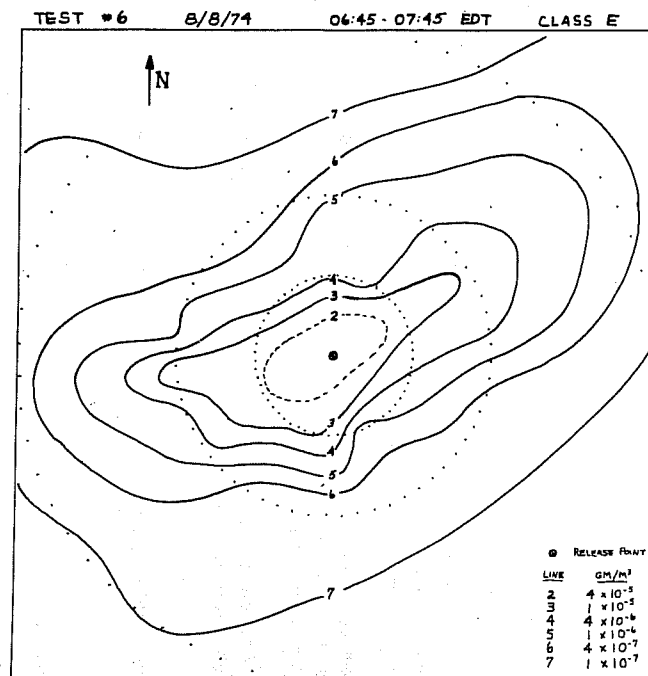 TEST #6 8/8/74 06:45-07:45 EDT CLASS E
N
7
6
5
4
3
2
3
4
5
6
7
RELEASE POINT
LINE GM/M³
2 4 x 10⁻⁵
3 1 x 10⁻⁵
4 4 x 10⁻⁶
5 1 x 10⁻⁶
6 4 x 10⁻⁷
7 1 x 10⁻⁷